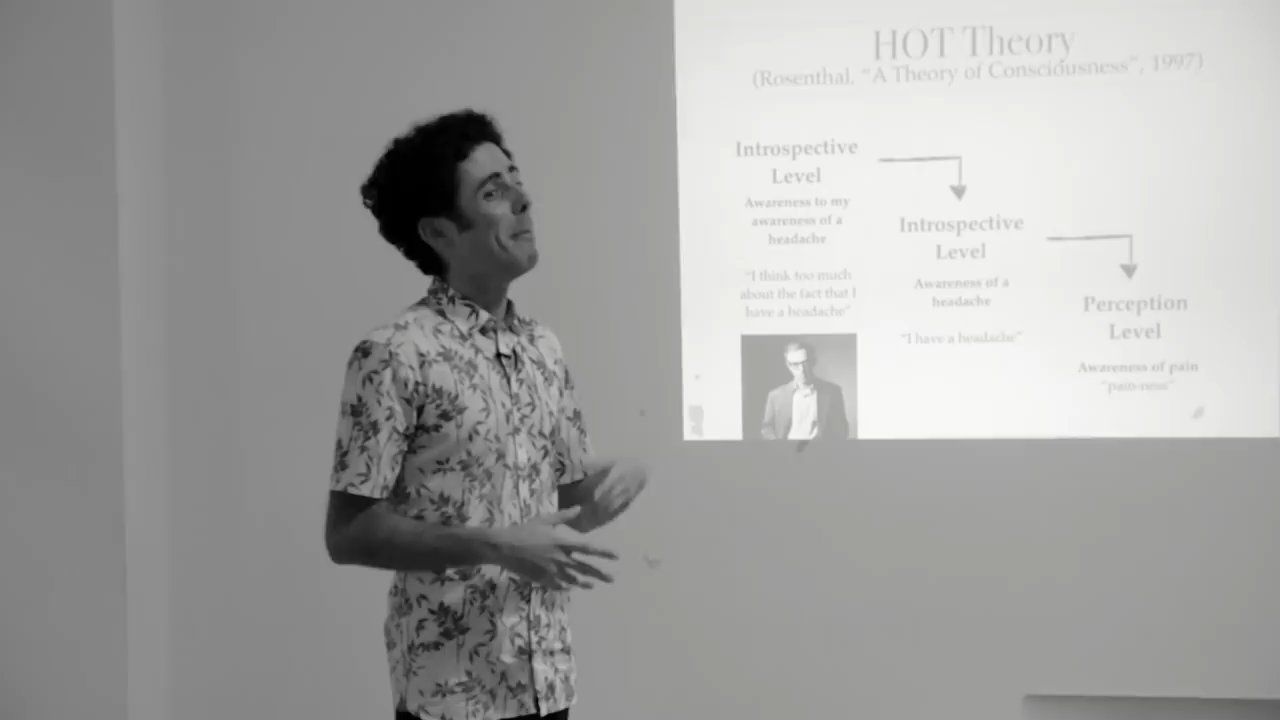 HOT Theory
(Rosenthal, "A Theory of Consciousness", 1997)
Introspective
Level
Awareness to my
awareness of a
headache
"I think too much
about the fact that I
have a headache"
Introspective
Level
Awareness of a
headache
"I have a headache"
Perception
Level
Awareness of pain
"pain-ness"